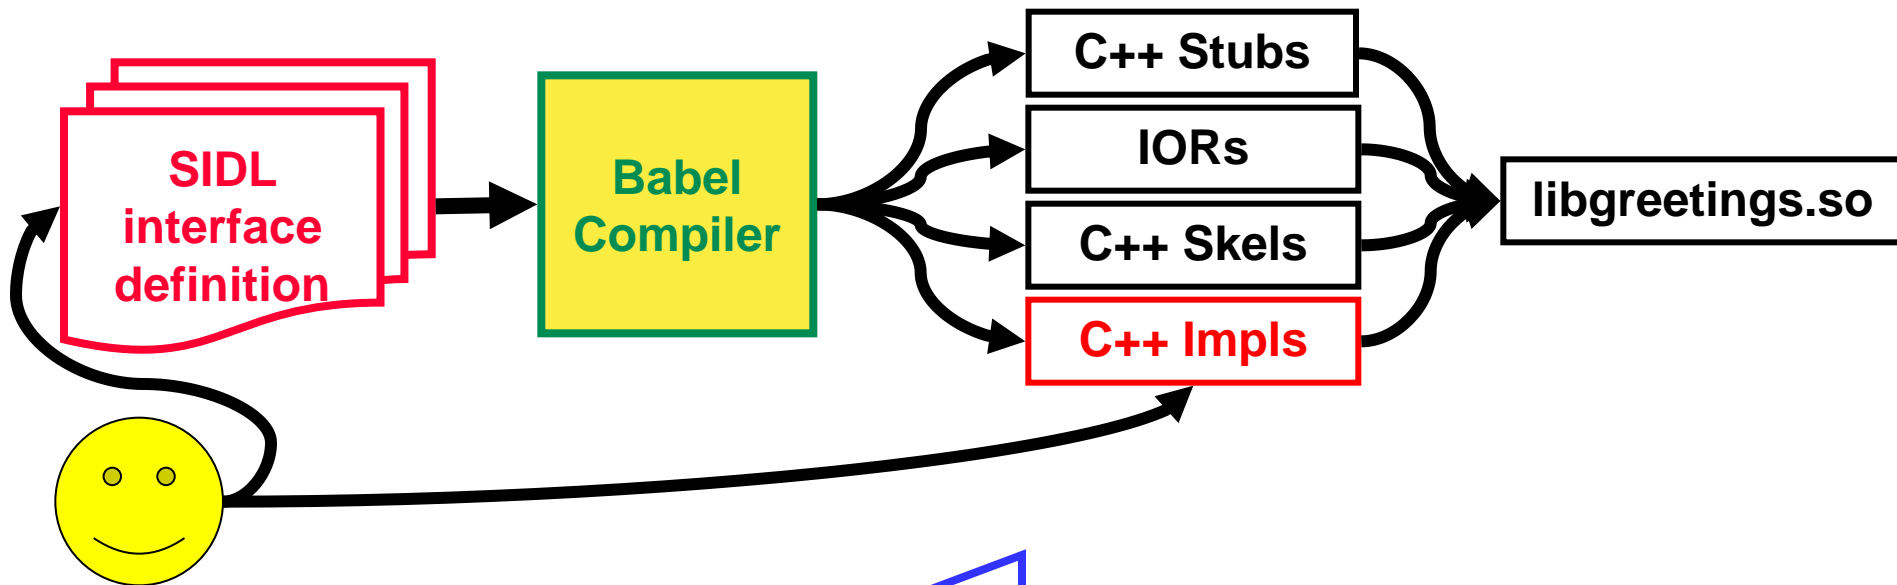 SIDL
interface
definition
Babel
Compiler
C++ Stubs
IORs
C++ Skels
C++ Impls
libgreetings.so